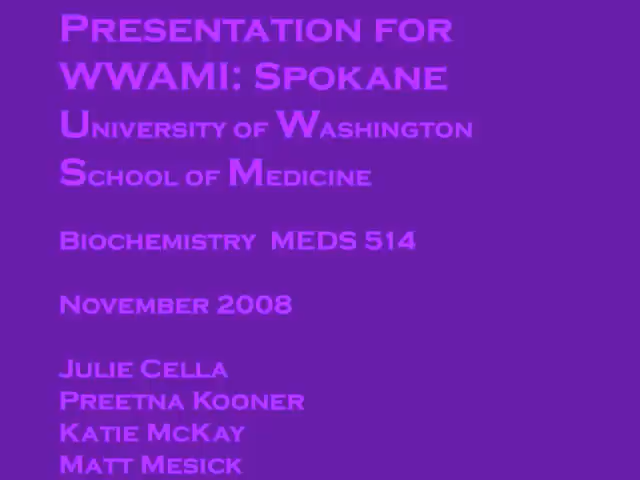 Presentation for
WWAMI: Spokane
University of Washington
School of Medicine
Biochemistry MEDS 514
November 2008
Julie Cella
Preetna Kooner
Katie McKay
Matt Mesick